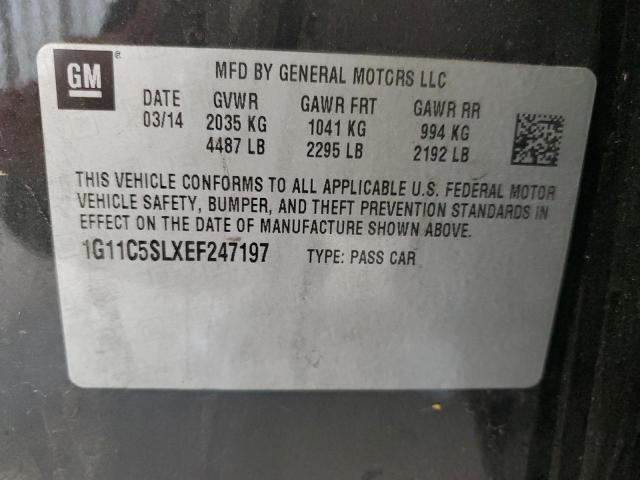 GM ®
MFD BY GENERAL MOTORS LLC
DATE GVWR GAWR FRT GAWR RR
03/14 2035 KG 1041 KG 994 KG
4487 LB 2295 LB 2192 LB
THIS VEHICLE CONFORMS TO ALL APPLICABLE U.S. FEDERAL MOTOR
VEHICLE SAFETY, BUMPER, AND THEFT PREVENTION STANDARDS IN
EFFECT ON THE DATE OF MANUFACTURE SHOWN ABOVE.
1G11C5SLXEF247197 TYPE: PASS CAR